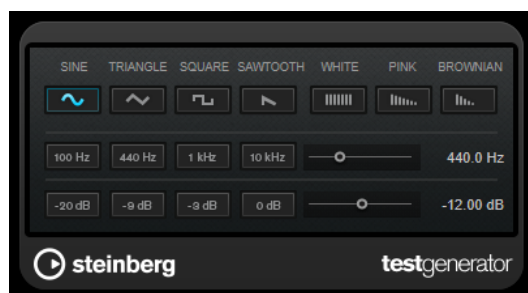 SINE TRIANGLE SQUARE SAWTOOTH WHITE PINK BROWNIAN
100 Hz 440 Hz 1 kHz 10 kHz 440.0 Hz
-20 dB -9 dB -3 dB 0 dB -12.00 dB
steinberg testgenerator